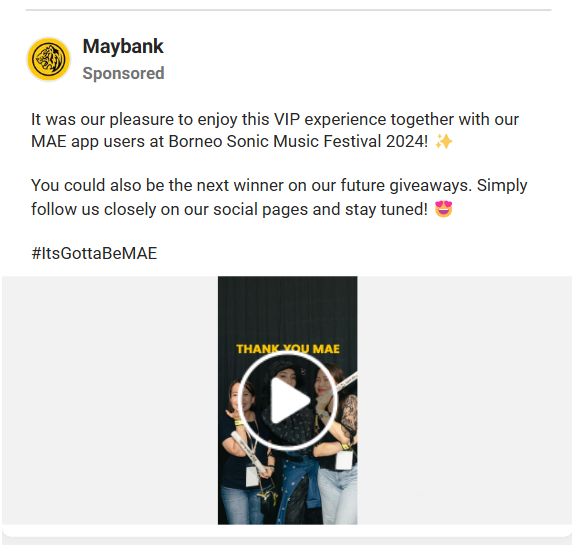 Maybank
Sponsored
It was our pleasure to enjoy this VIP experience together with our
MAE app users at Borneo Sonic Music Festival 2024! ✨
You could also be the next winner on our future giveaways. Simply
follow us closely on our social pages and stay tuned! 😍
#ItsGottaBeMAE
THANK YOU MAE